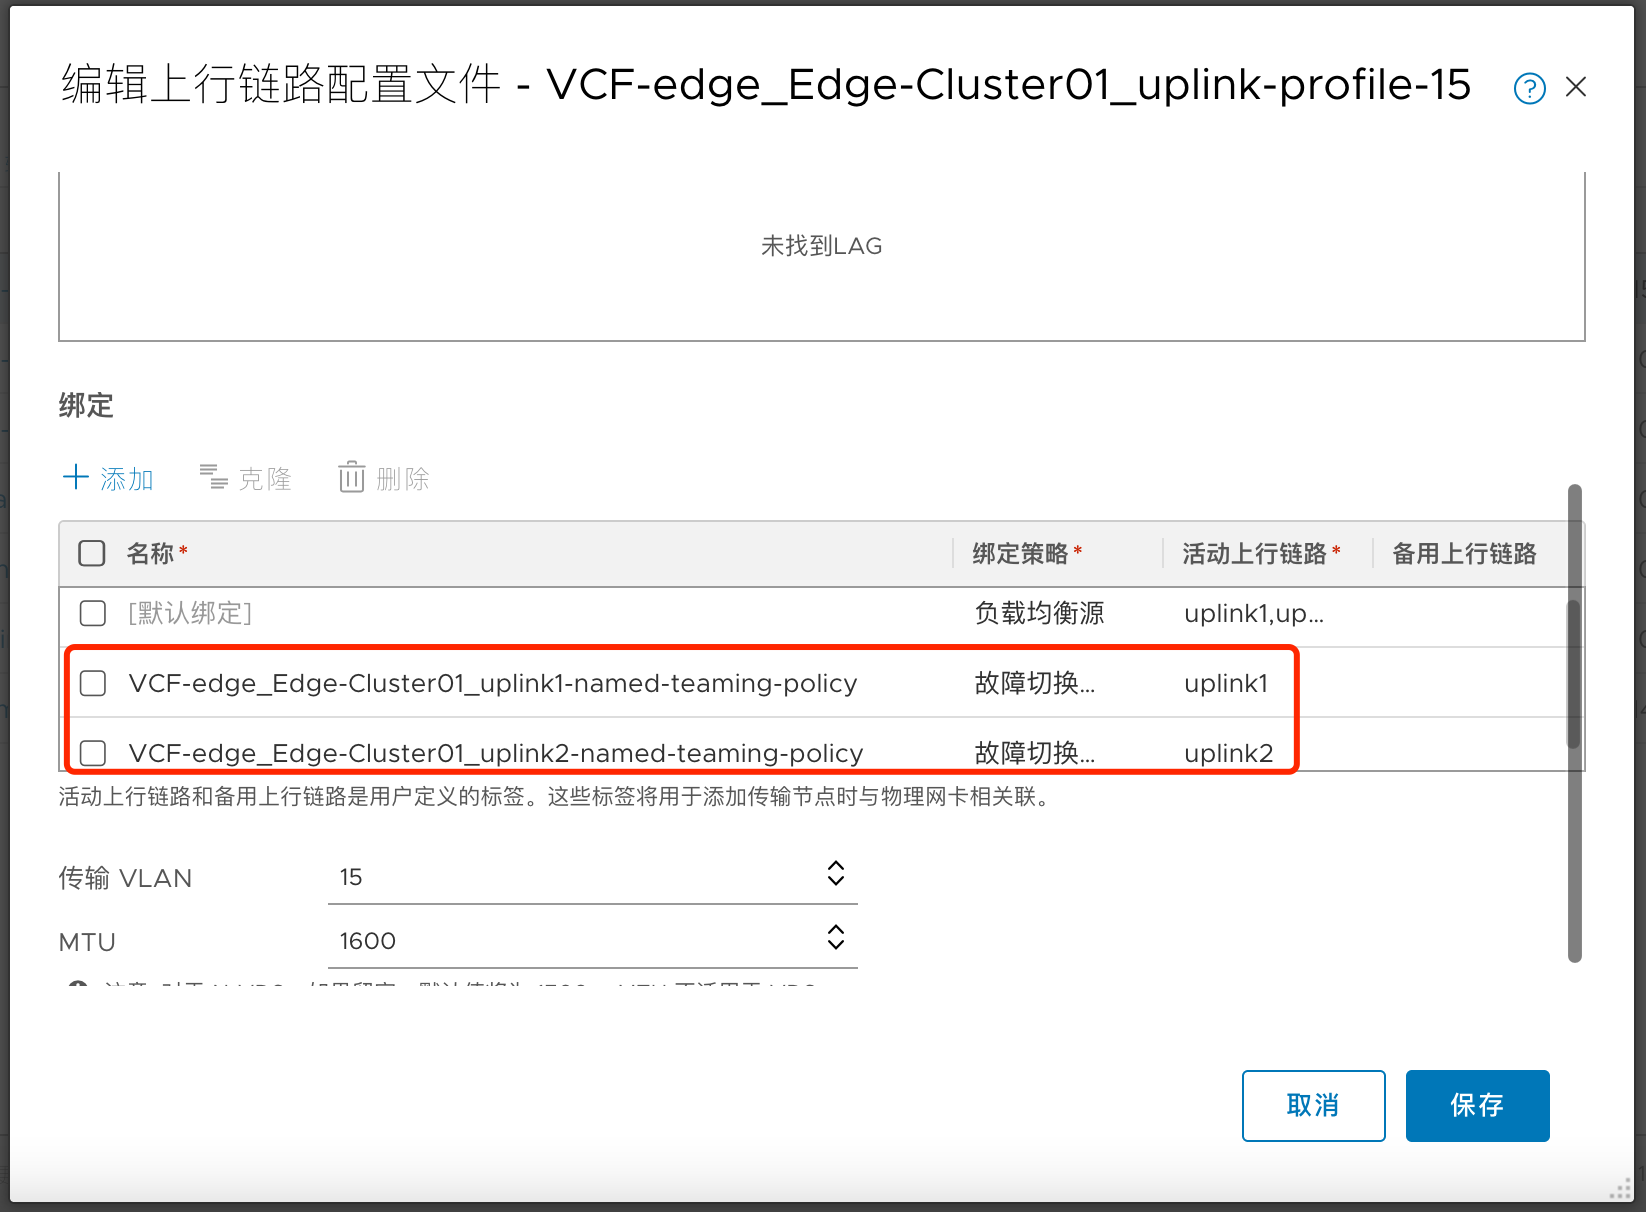 编辑上行链路配置文件 - VCF-edge_Edge-Cluster01_uplink-profile-15
未找到LAG
绑定
添加 克隆 删除
名称* 绑定策略* 活动上行链路* 备用上行链路
[默认绑定] 负载均衡源 uplink1,up...
VCF-edge_Edge-Cluster01_uplink1-named-teaming-policy 故障切换... uplink1
VCF-edge_Edge-Cluster01_uplink2-named-teaming-policy 故障切换... uplink2
活动上行链路和备用上行链路是用户定义的标签。这些标签将用于添加传输节点时与物理网卡相关联。
传输 VLAN 15
MTU 1600
取消 保存